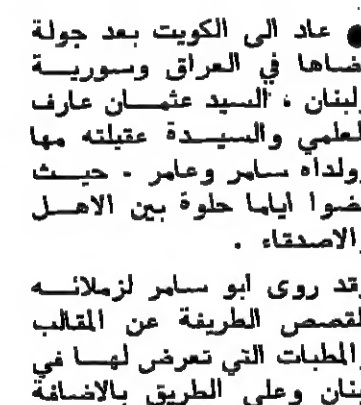 ● عاد الى الكويت بعد جولة
ضاها في العراق وسورية
لبنان ، السيد عثمان عارف
لعلمي والسيدة عقيلته مها
ولداه سامر وعامر - حيث
ضوا أياما حلوة بين الاهل
الاصدقاء .
قد روى ابو سامر لزملائه
لقصص الطريفة عن المقالب
المطبات التي تعرض لها في
بنان وعلى الطريق بالاضافة